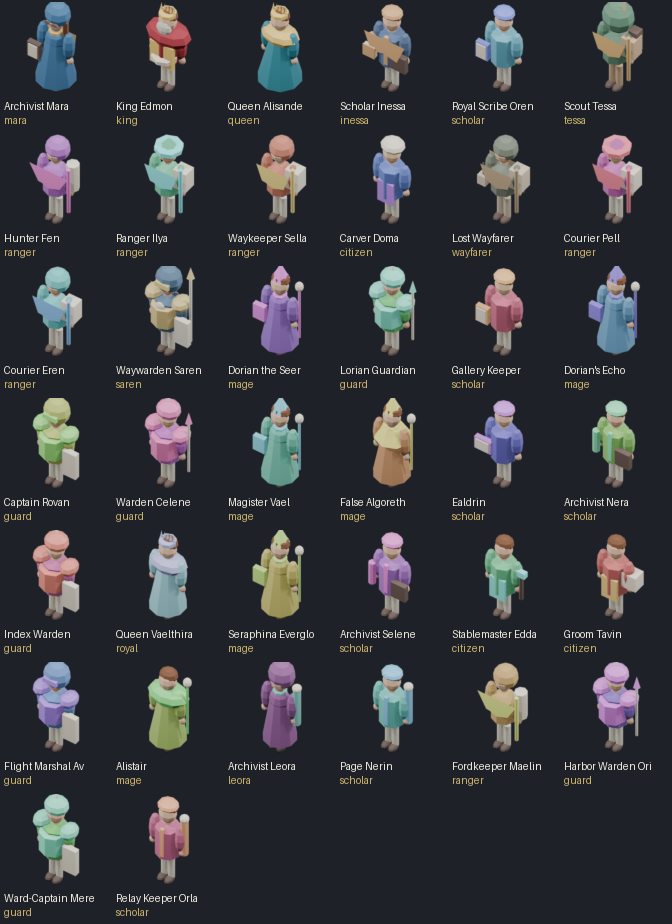 Archivist Mara
mara
King Edmon
king
Queen Alisande
queen
Scholar Inessa
inessa
Royal Scribe Oren
scholar
Scout Tessa
tessa
Hunter Fen
ranger
Ranger Ilya
ranger
Waykeeper Sella
ranger
Carver Doma
citizen
Lost Wayfarer
wayfarer
Courier Pell
ranger
Courier Eren
ranger
Waywarden Saren
saren
Dorian the Seer
mage
Lorian Guardian
guard
Gallery Keeper
scholar
Dorian's Echo
mage
Captain Rovan
guard
Warden Celene
guard
Magister Vael
mage
False Algoreth
mage
Ealdrin
scholar
Archivist Nera
scholar
Index Warden
guard
Queen Vaelthira
royal
Seraphina Everglo
mage
Archivist Selene
scholar
Stablemaster Edda
citizen
Groom Tavin
citizen
Flight Marshal Av
guard
Alistair
mage
Archivist Leora
leora
Page Nerin
scholar
Fordkeeper Maelin
ranger
Harbor Warden Ori
guard
Ward-Captain Mere
guard
Relay Keeper Orla
scholar